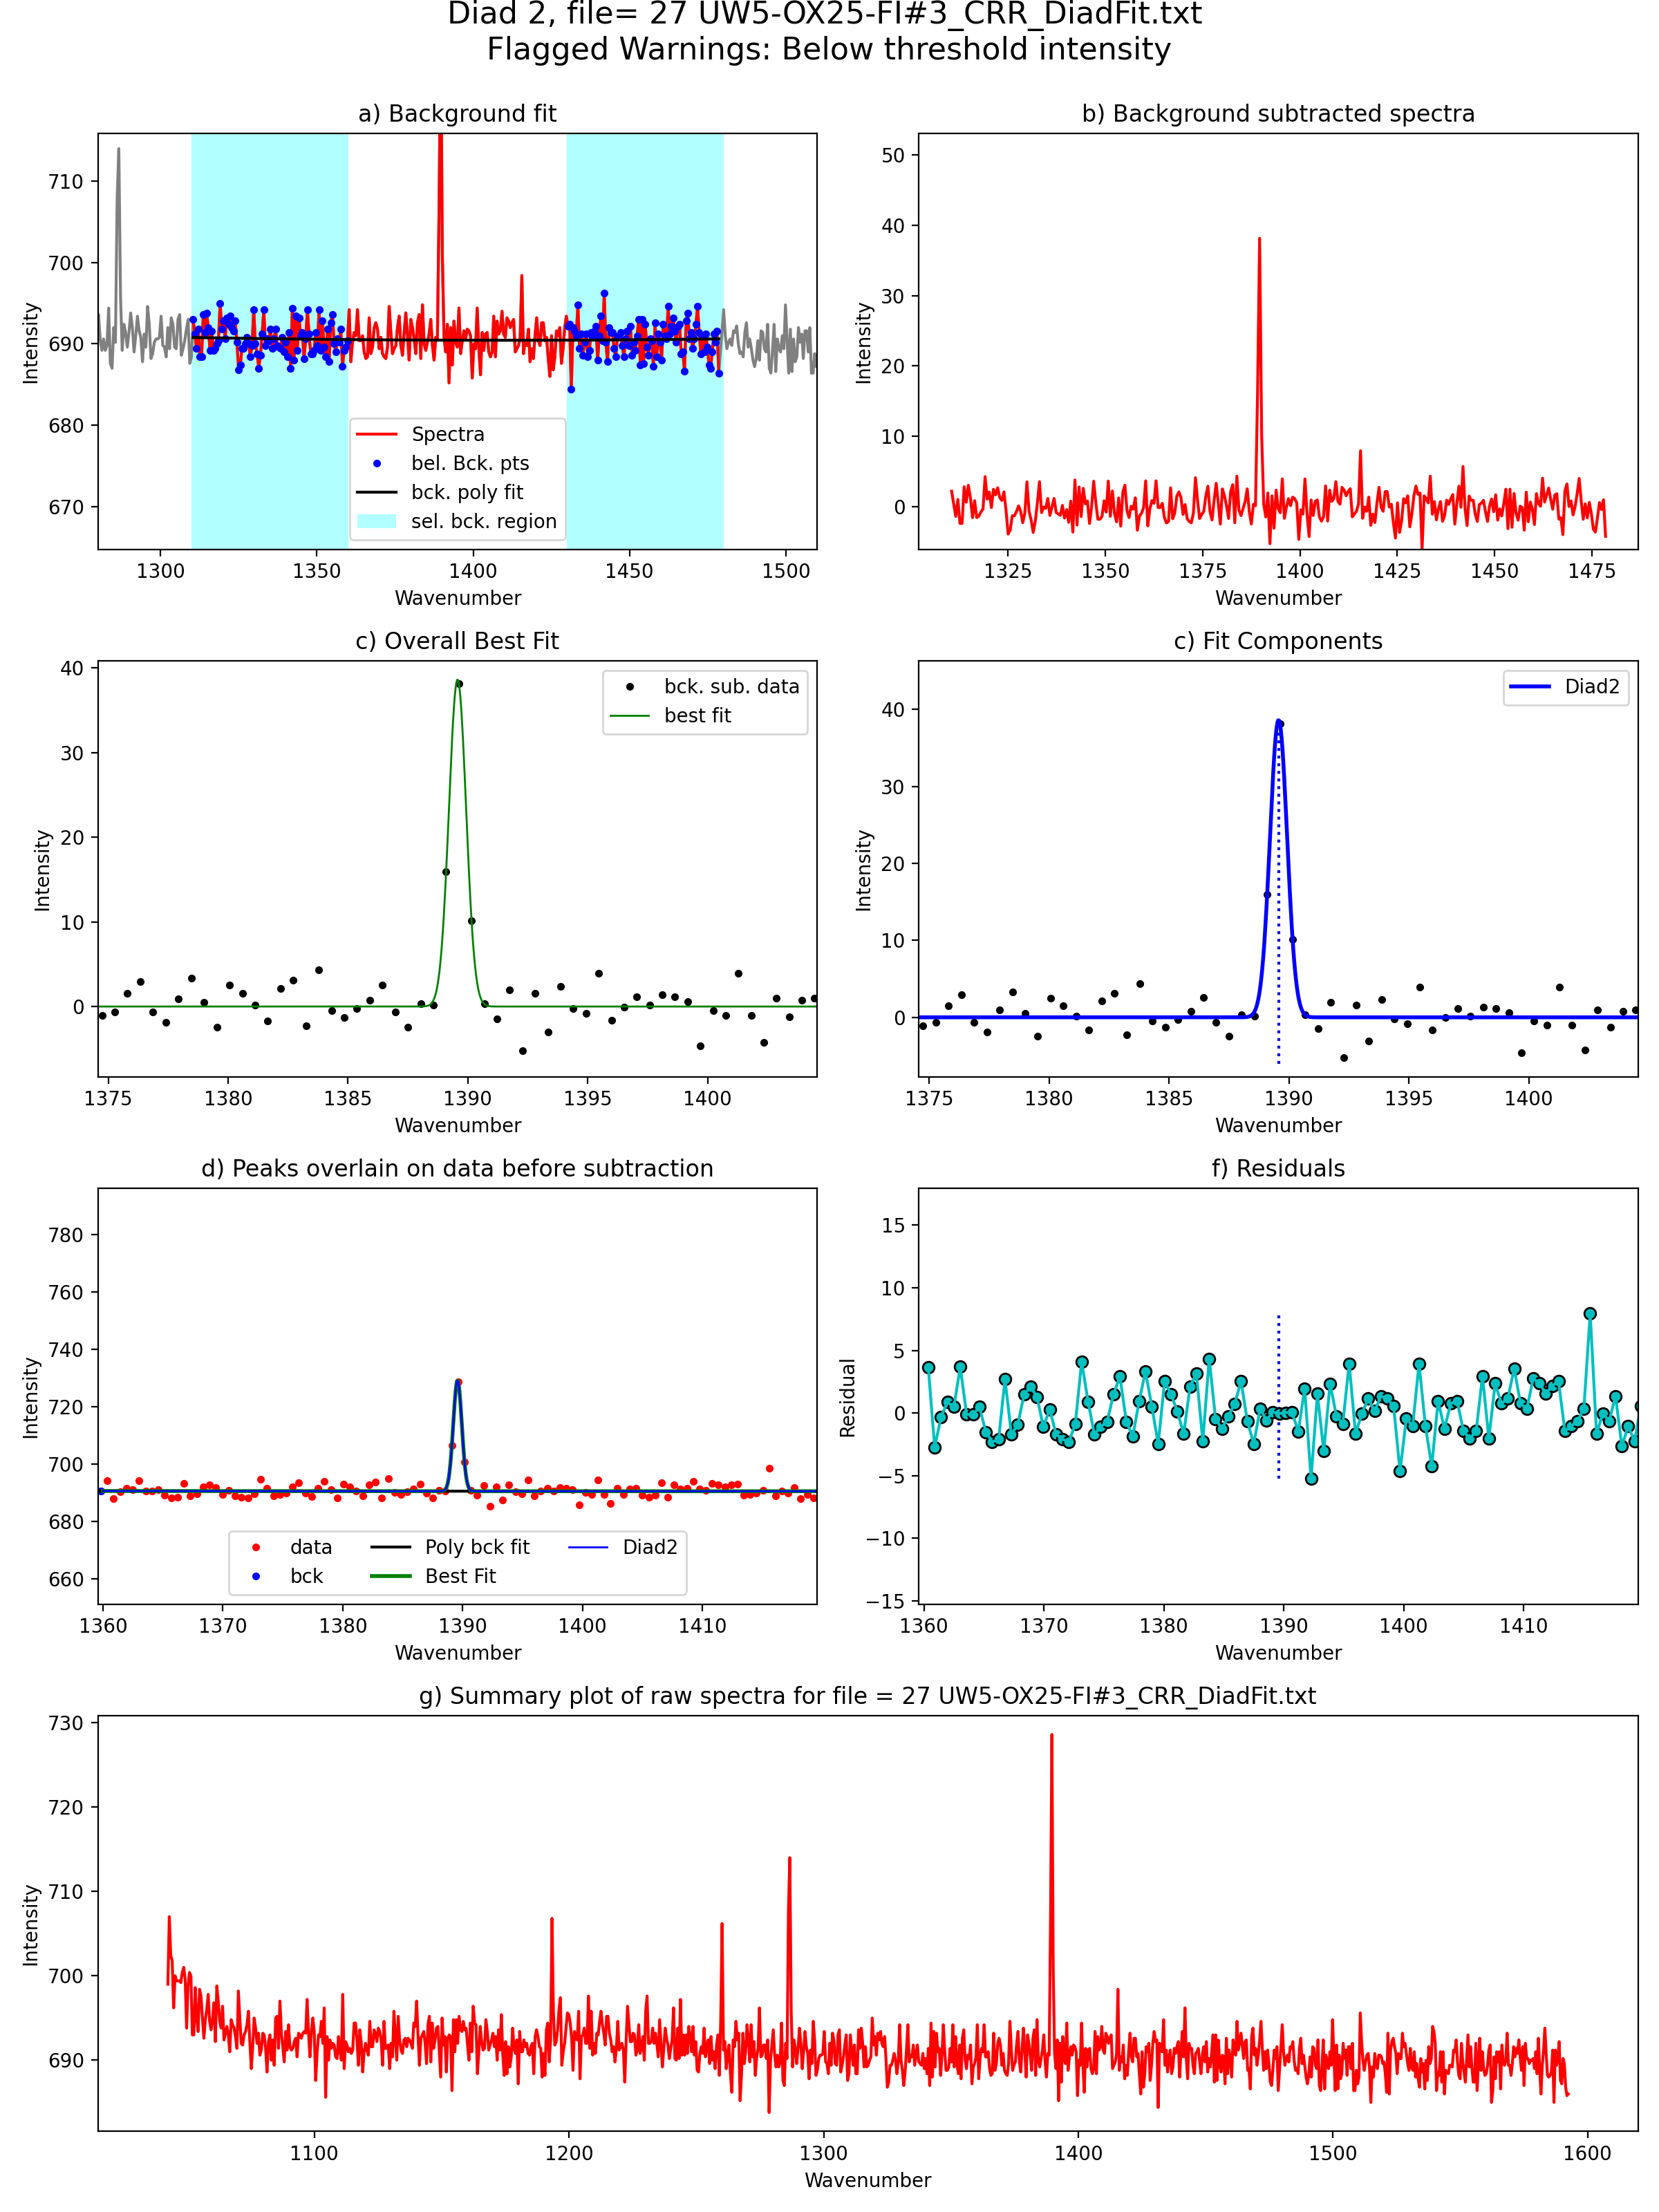 Diad 2, file= 27 UW5-OX25-FI#3_CRR_DiadFit.txt
Flagged Warnings: Below threshold intensity
a) Background fit
Intensity
710
700
690
680
670
Spectra
bel. Bck. pts
bck. poly fit
sel. bck. region
1300 1350 1400 1450 1500
Wavenumber
b) Background subtracted spectra
Intensity
50
40
30
20
10
0
1325 1350 1375 1400 1425 1450 1475
Wavenumber
c) Overall Best Fit
Intensity
40
30
20
10
0
bck. sub. data
best fit
1375 1380 1385 1390 1395 1400
Wavenumber
c) Fit Components
Intensity
40
30
20
10
0
Diad2
1375 1380 1385 1390 1395 1400
Wavenumber
d) Peaks overlain on data before subtraction
Intensity
780
760
740
720
700
680
660
data Poly bck fit Diad2
bck Best Fit
1360 1370 1380 1390 1400 1410
Wavenumber
f) Residuals
Residual
15
10
5
0
−5
−10
−15
1360 1370 1380 1390 1400 1410
Wavenumber
g) Summary plot of raw spectra for file = 27 UW5-OX25-FI#3_CRR_DiadFit.txt
Intensity
730
720
710
700
690
1100 1200 1300 1400 1500 1600
Wavenumber